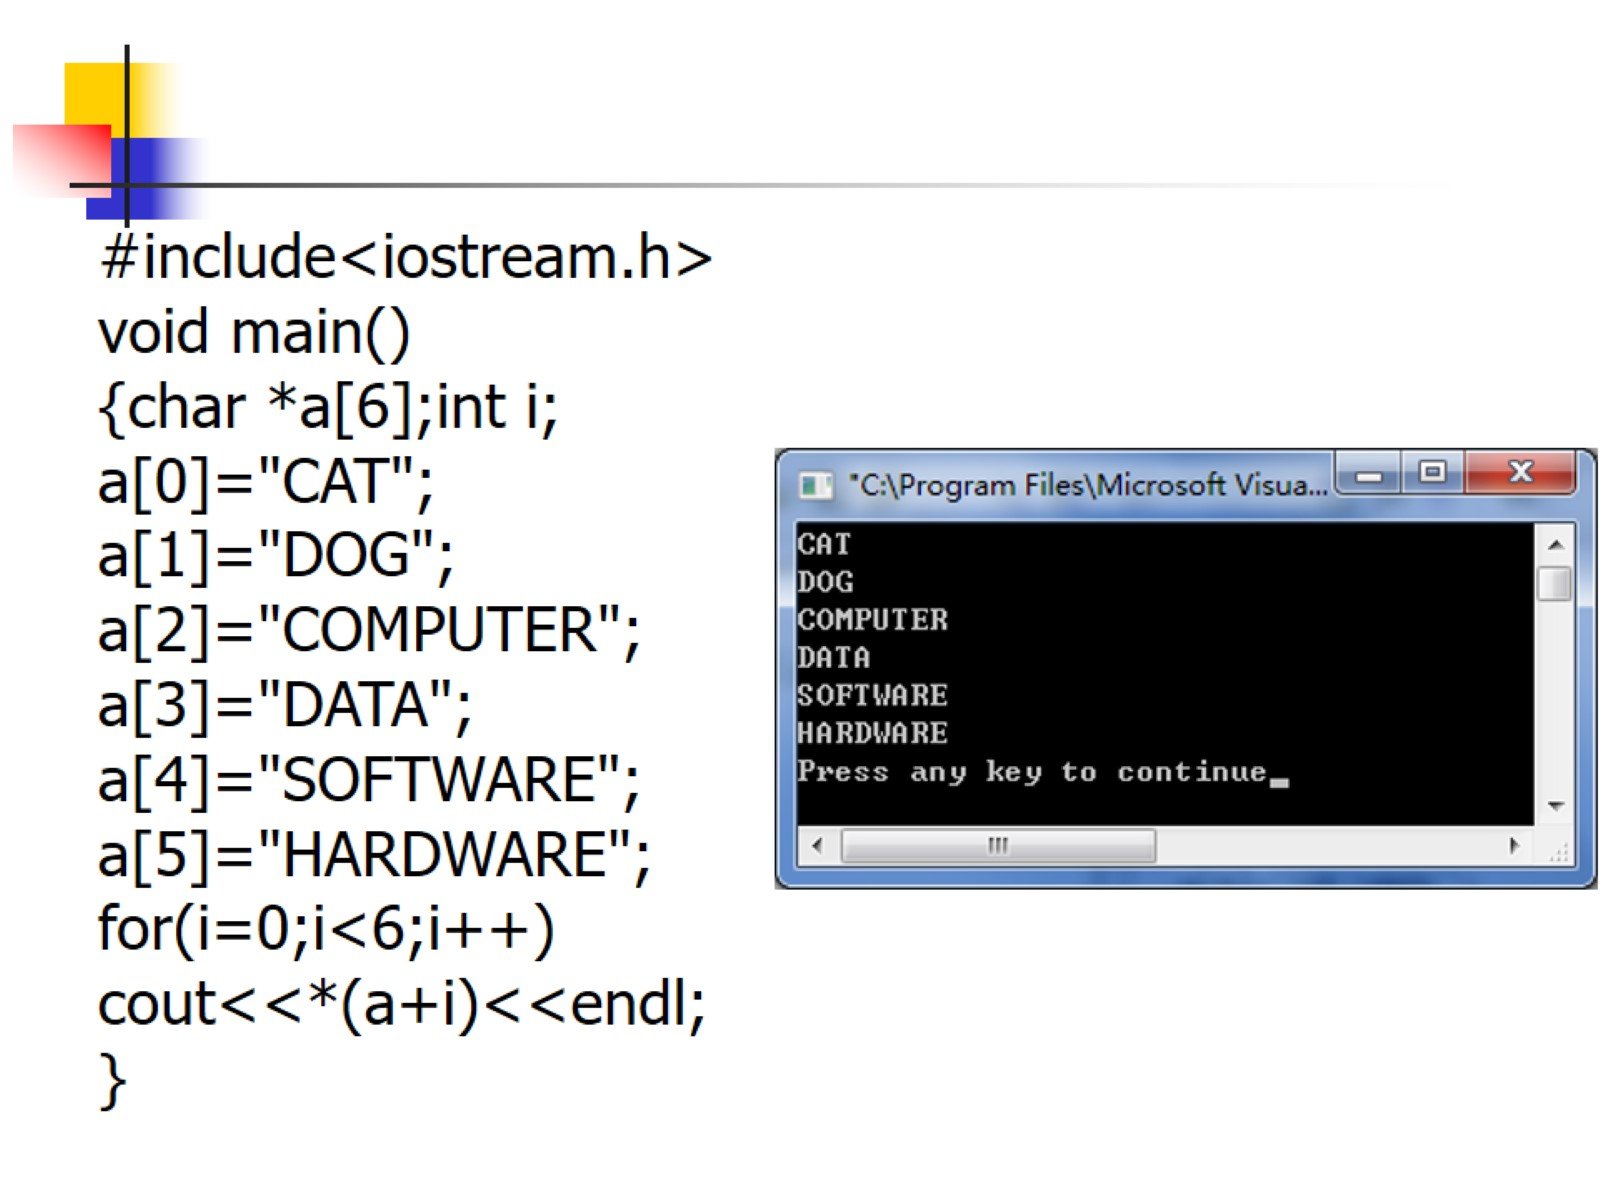 #include<iostream.h>
void main()
{char *a[6];int i;
a[0]="CAT";
a[1]="DOG";
a[2]="COMPUTER";
a[3]="DATA";
a[4]="SOFTWARE";
a[5]="HARDWARE";
for(i=0;i<6;i++)
cout<<*(a+i)<<endl;
}
"C:\Program Files\Microsoft Visua...
CAT
DOG
COMPUTER
DATA
SOFTWARE
HARDWARE
Press any key to continue_